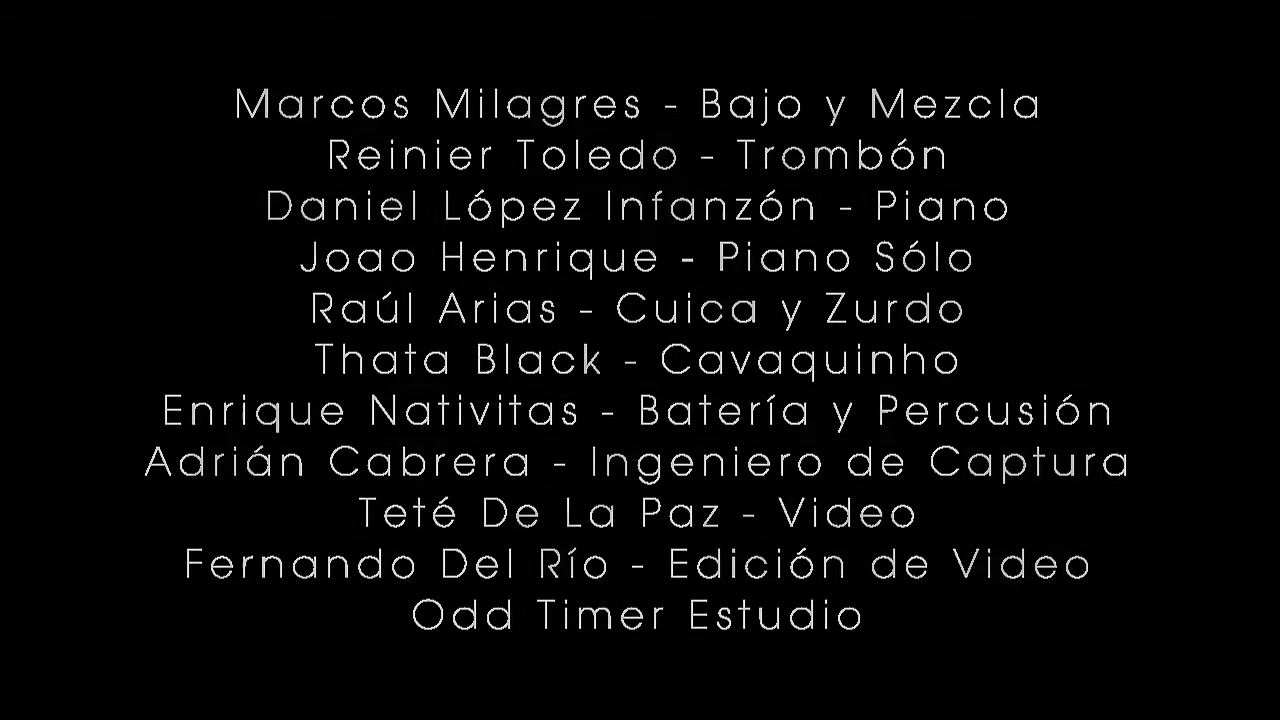 Marcos Milagres - Bajo y Mezcla
Reinier Toledo - Trombón
Daniel López Infanzón - Piano
Joao Henrique - Piano Sólo
Raúl Arias - Cuica y Zurdo
Thata Black - Cavaquinho
Enrique Nativitas - Batería y Percusión
Adrián Cabrera - Ingeniero de Captura
Teté De La Paz - Video
Fernando Del Río - Edición de Video
Odd Timer Estudio